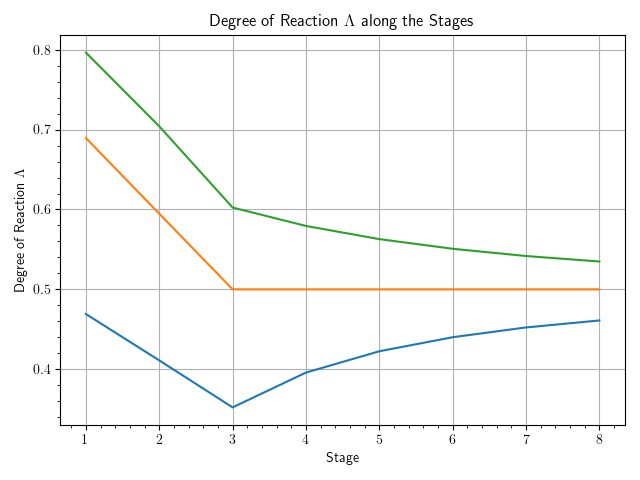 Degree of Reaction Λ along the Stages
0.8
0.7
0.6
0.5
0.4
Degree of Reaction Λ
1 2 3 4 5 6 7 8
Stage